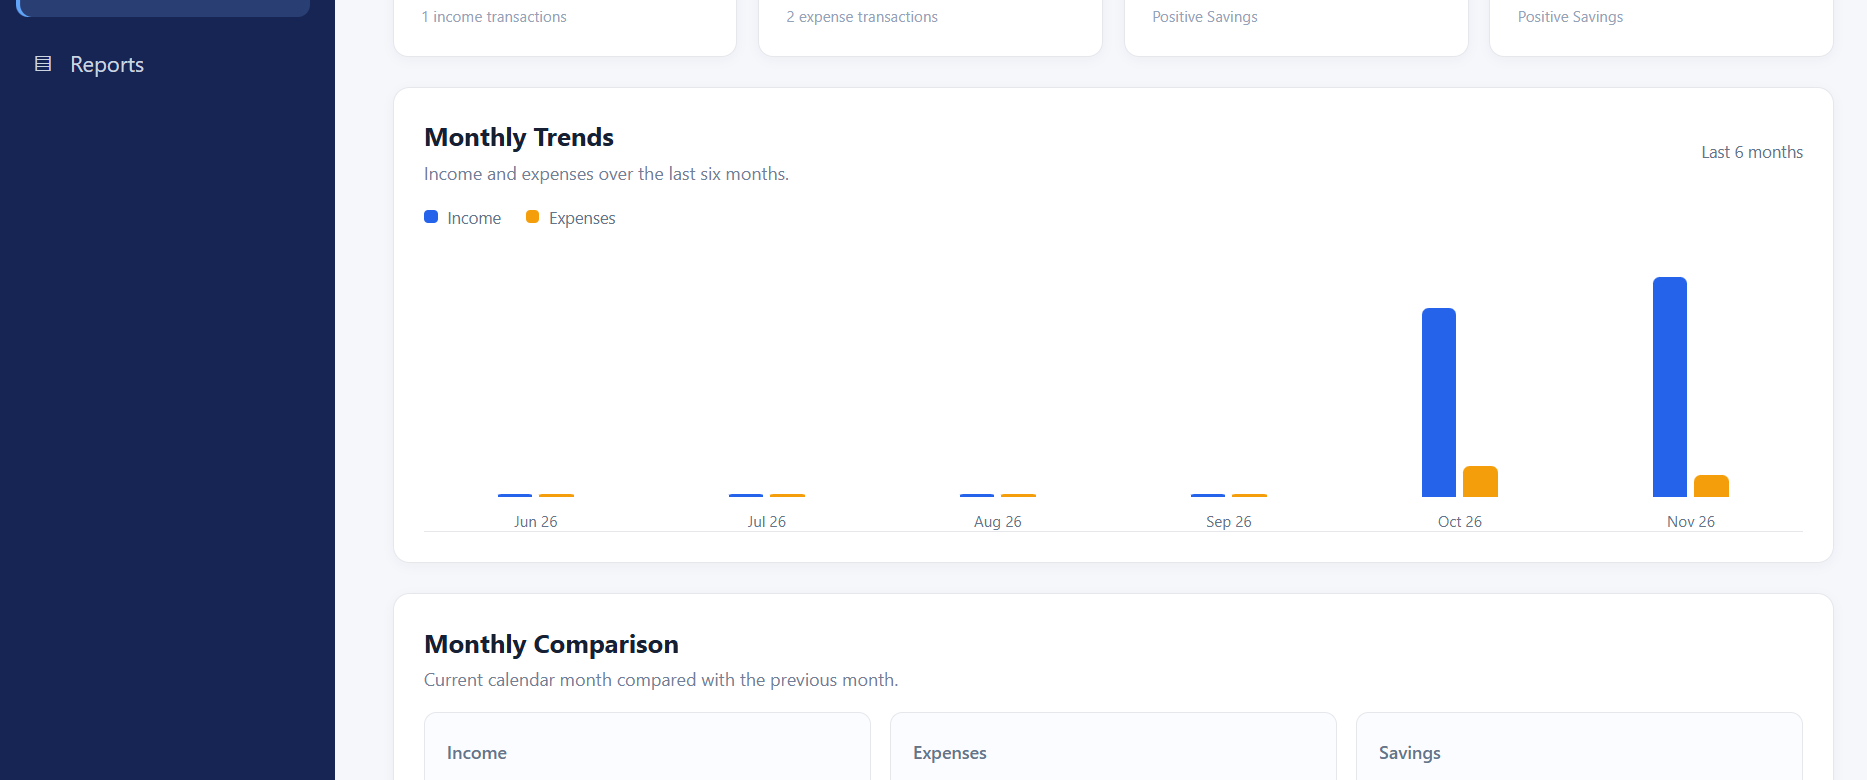 1 income transactions
2 expense transactions
Positive Savings
Positive Savings
Reports
Monthly Trends
Income and expenses over the last six months.
Last 6 months
Income
Expenses
Jun 26
Jul 26
Aug 26
Sep 26
Oct 26
Nov 26
Monthly Comparison
Current calendar month compared with the previous month.
Income
Expenses
Savings